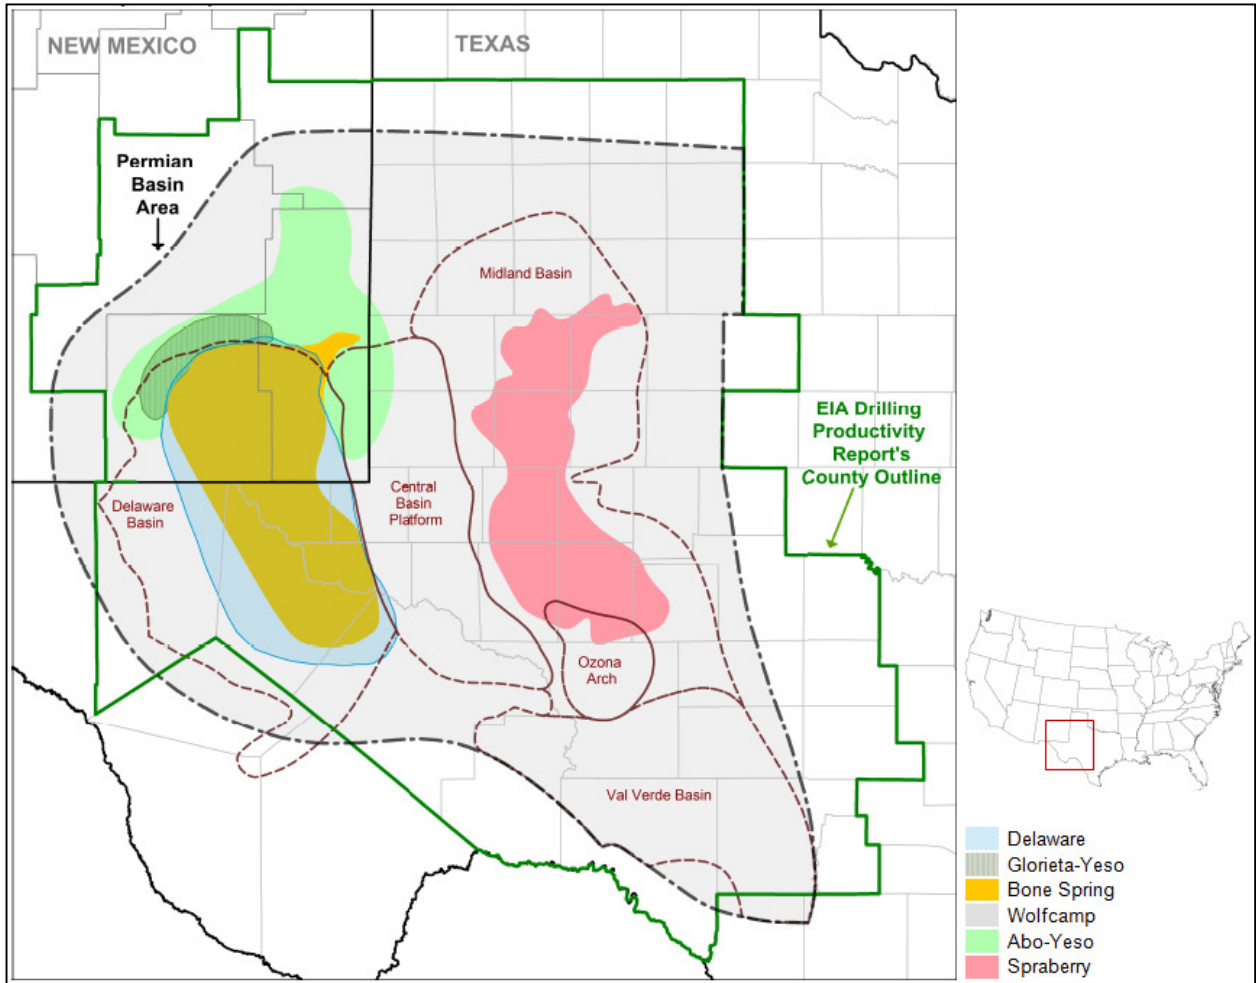 NEW MEXICO
TEXAS
Permian
Basin
Area
Midland Basin
EIA Drilling
Productivity
Report's
County Outline
Delaware
Basin
Central
Basin
Platform
Ozona
Arch
Val Verde Basin
Delaware
Glorieta-Yeso
Bone Spring
Wolfcamp
Abo-Yeso
Spraberry